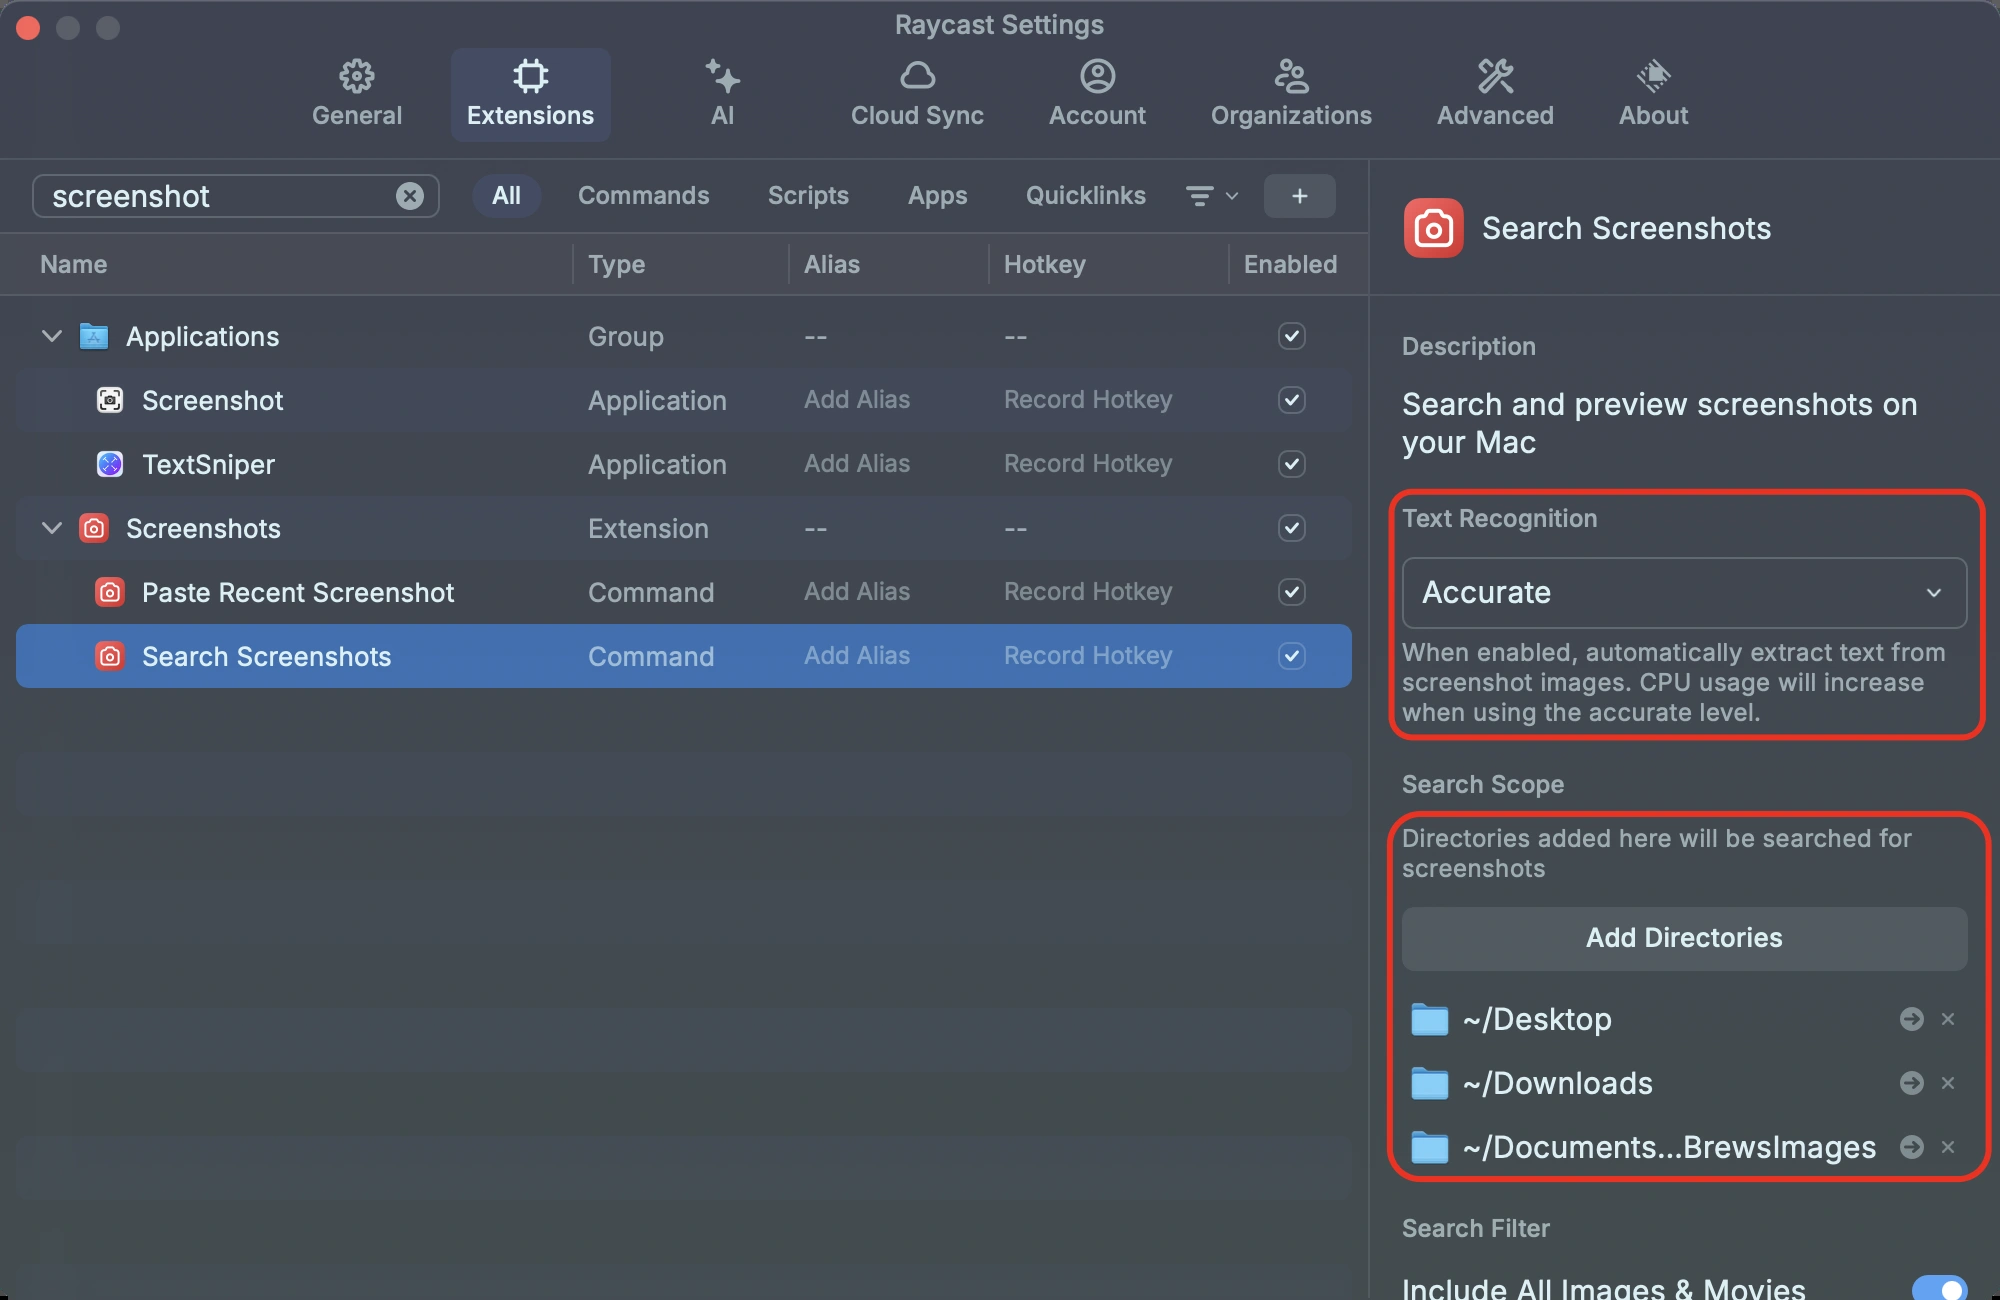 Raycast Settings
General
Extensions
AI
Cloud Sync
Account
Organizations
Advanced
About
screenshot
All
Commands
Scripts
Apps
Quicklinks
+
Name Type Alias Hotkey Enabled
Applications Group -- --
Screenshot Application Add Alias Record Hotkey
TextSniper Application Add Alias Record Hotkey
Screenshots Extension -- --
Paste Recent Screenshot Command Add Alias Record Hotkey
Search Screenshots Command Add Alias Record Hotkey
Search Screenshots
Description
Search and preview screenshots on
your Mac
Text Recognition
Accurate
When enabled, automatically extract text from
screenshot images. CPU usage will increase
when using the accurate level.
Search Scope
Directories added here will be searched for
screenshots
Add Directories
~/Desktop
~/Downloads
~/Documents...BrewsImages
Search Filter
Include All Images & Movies